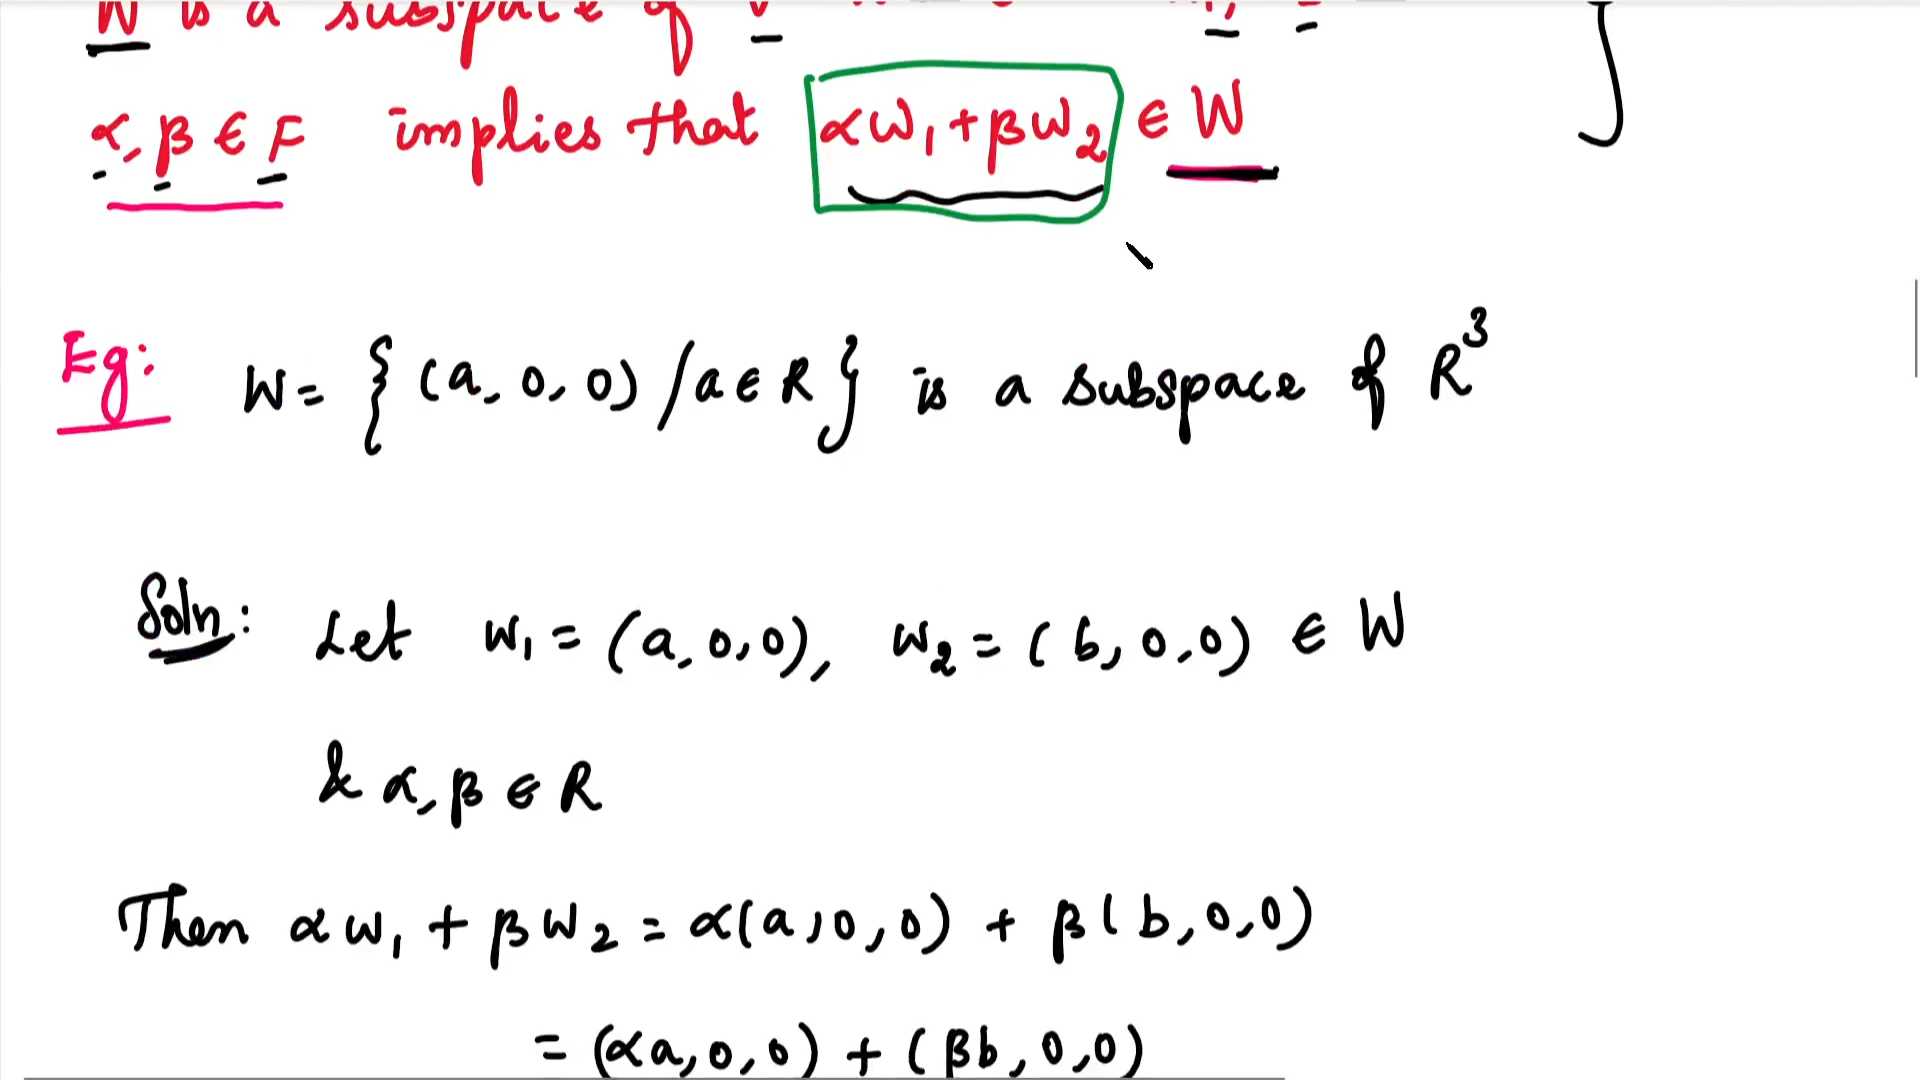 W is a subspace of V
α, β ∈ F implies that αW₁+βW₂ ∈ W
Eg: W= { (a, 0, 0) /a ∈ R } is a subspace of R³
Soln: Let W₁ = (a, 0, 0), W₂ = ( b, 0, 0) ∈ W
& α, β ∈ R
Then αW₁ + βW₂ = α(a, 0, 0) + β(b, 0, 0)
= (αa, 0, 0) + (βb, 0, 0)